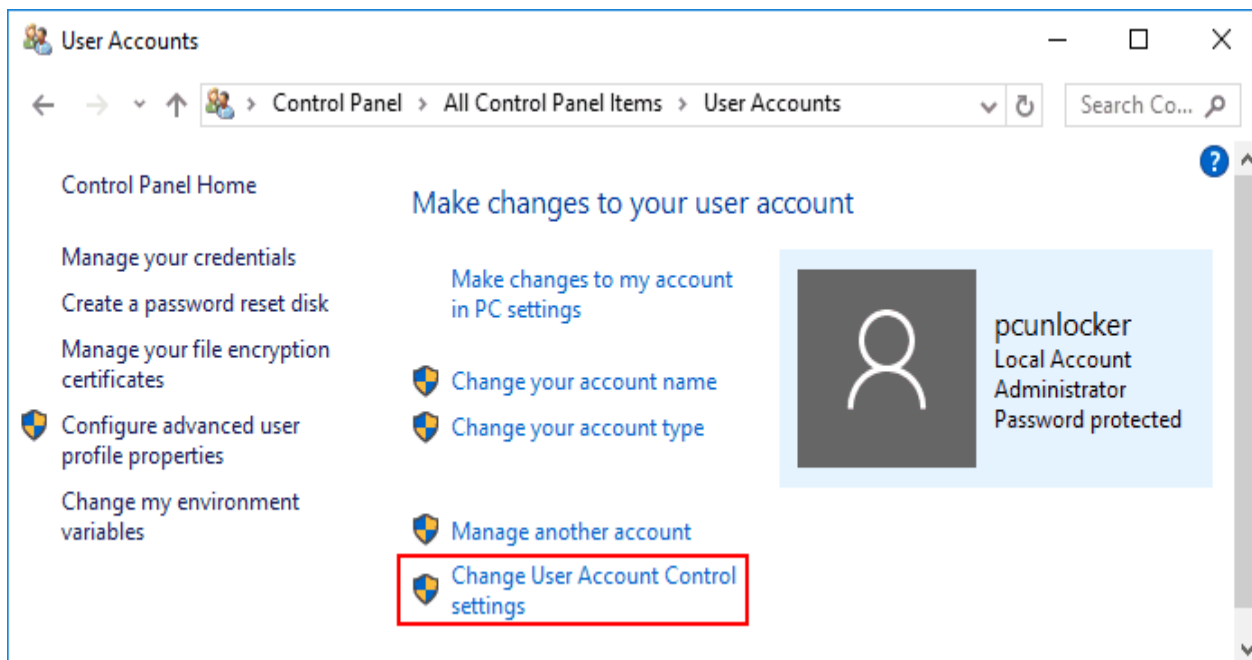 User Accounts
Control Panel > All Control Panel Items > User Accounts
Search Co...
?
Control Panel Home
Manage your credentials
Create a password reset disk
Manage your file encryption
certificates
Configure advanced user
profile properties
Change my environment
variables
Make changes to your user account
Make changes to my account
in PC settings
Change your account name
Change your account type
Manage another account
Change User Account Control
settings
pcunlocker
Local Account
Administrator
Password protected